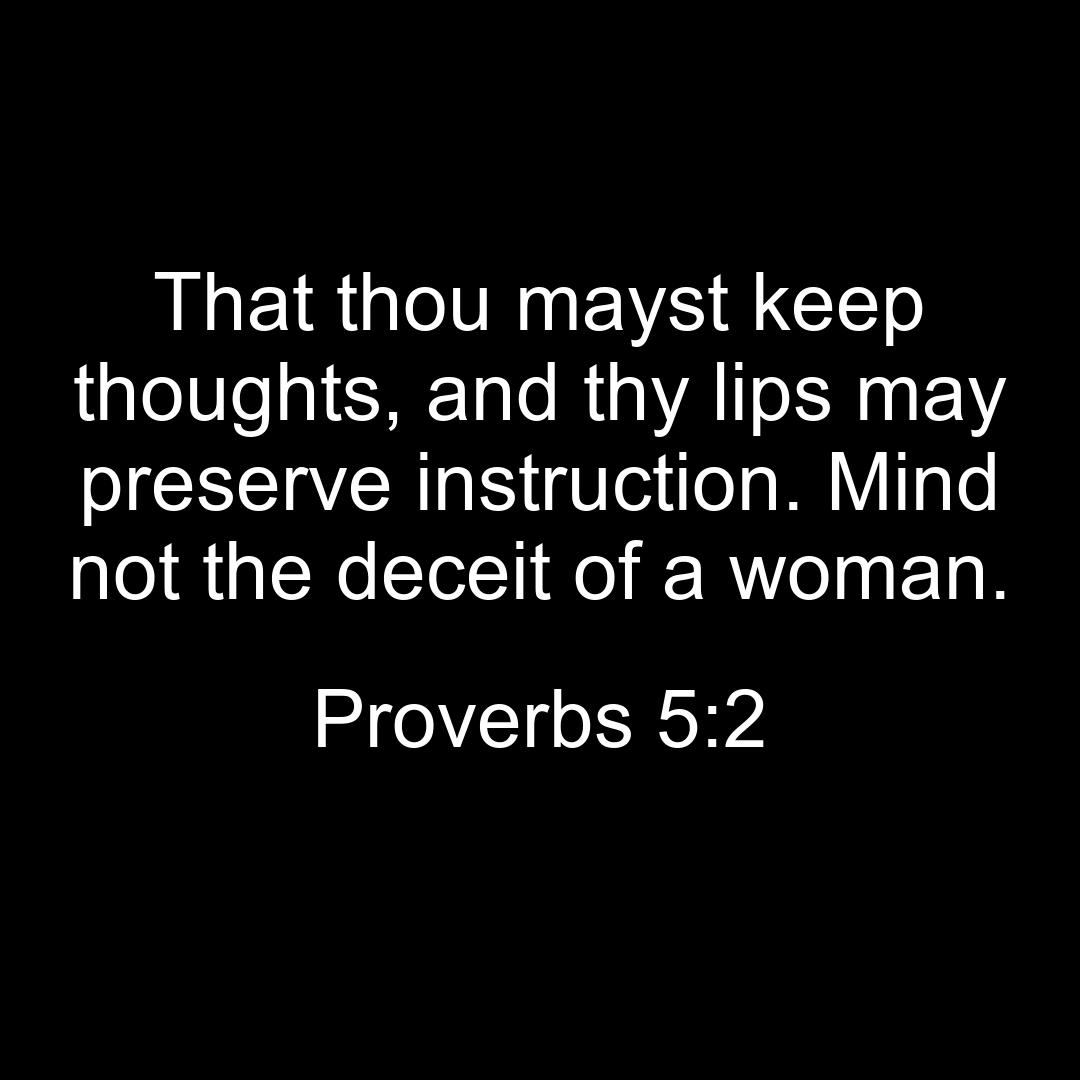 That thou mayst keep
thoughts, and thy lips may
preserve instruction. Mind
not the deceit of a woman.
Proverbs 5:2